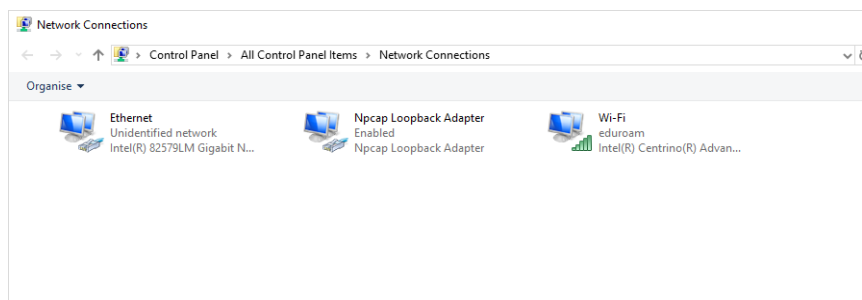 Network Connections
Control Panel > All Control Panel Items > Network Connections
Organise
Ethernet
Unidentified network
Intel(R) 82579LM Gigabit N...
Npcap Loopback Adapter
Enabled
Npcap Loopback Adapter
Wi-Fi
eduroam
Intel(R) Centrino(R) Advan...